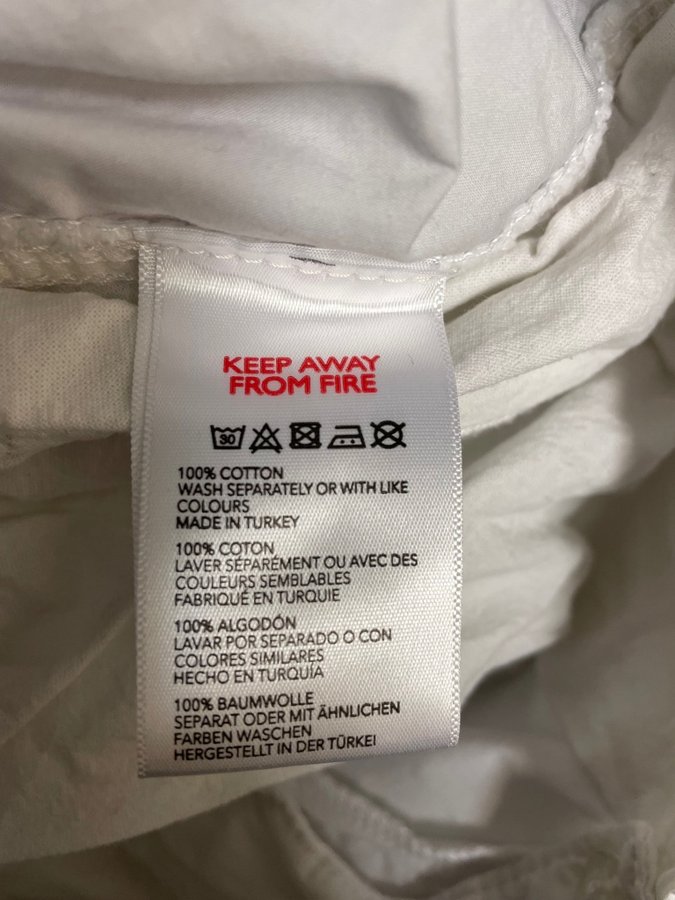 KEEP AWAY
FROM FIRE
30
100% COTTON
WASH SEPARATELY OR WITH LIKE
COLOURS
MADE IN TURKEY
100% COTON
LAVER SÉPARÉMENT OU AVEC DES
COULEURS SEMBLABLES
FABRIQUÉ EN TURQUIE
100% ALGODÓN
LAVAR POR SEPARADO O CON
COLORES SIMILARES
HECHO EN TURQUÍA
100% BAUMWOLLE
SEPARAT ODER MIT ÄHNLICHEN
FARBEN WASCHEN
HERGESTELLT IN DER TÜRKEI